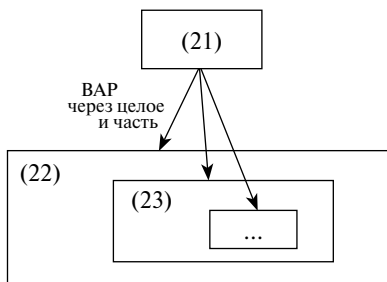 (21)
ВАР
через целое
и часть
(22)
(23)
...